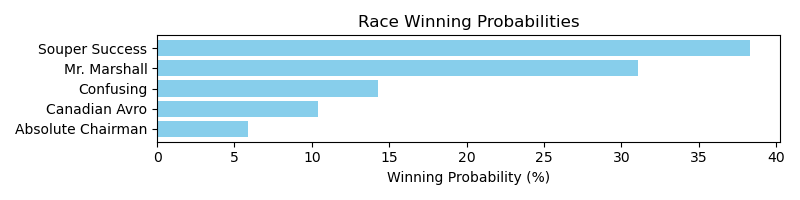 Race Winning Probabilities
Souper Success
Mr. Marshall
Confusing
Canadian Avro
Absolute Chairman
0 5 10 15 20 25 30 35 40
Winning Probability (%)